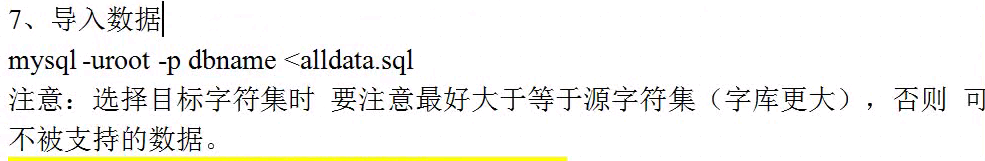 7、导入数据
mysql -uroot -p dbname <alldata.sql
注意：选择目标字符集时 要注意最好大于等于源字符集（字库更大），否则 可
不被支持的数据。